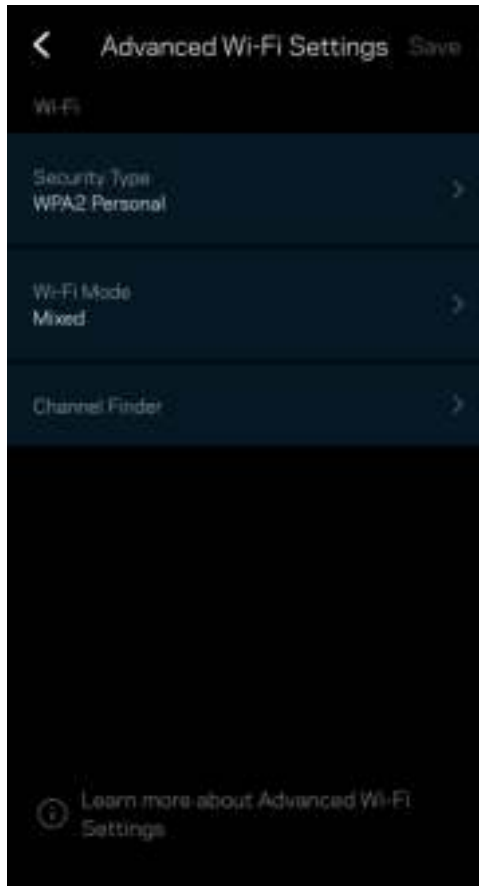 Advanced Wi-Fi Settings Save
Wi-Fi
Security Type
WPA2 Personal
Wi-Fi Mode
Mixed
Channel Finder
Learn more about Advanced Wi-Fi
Settings